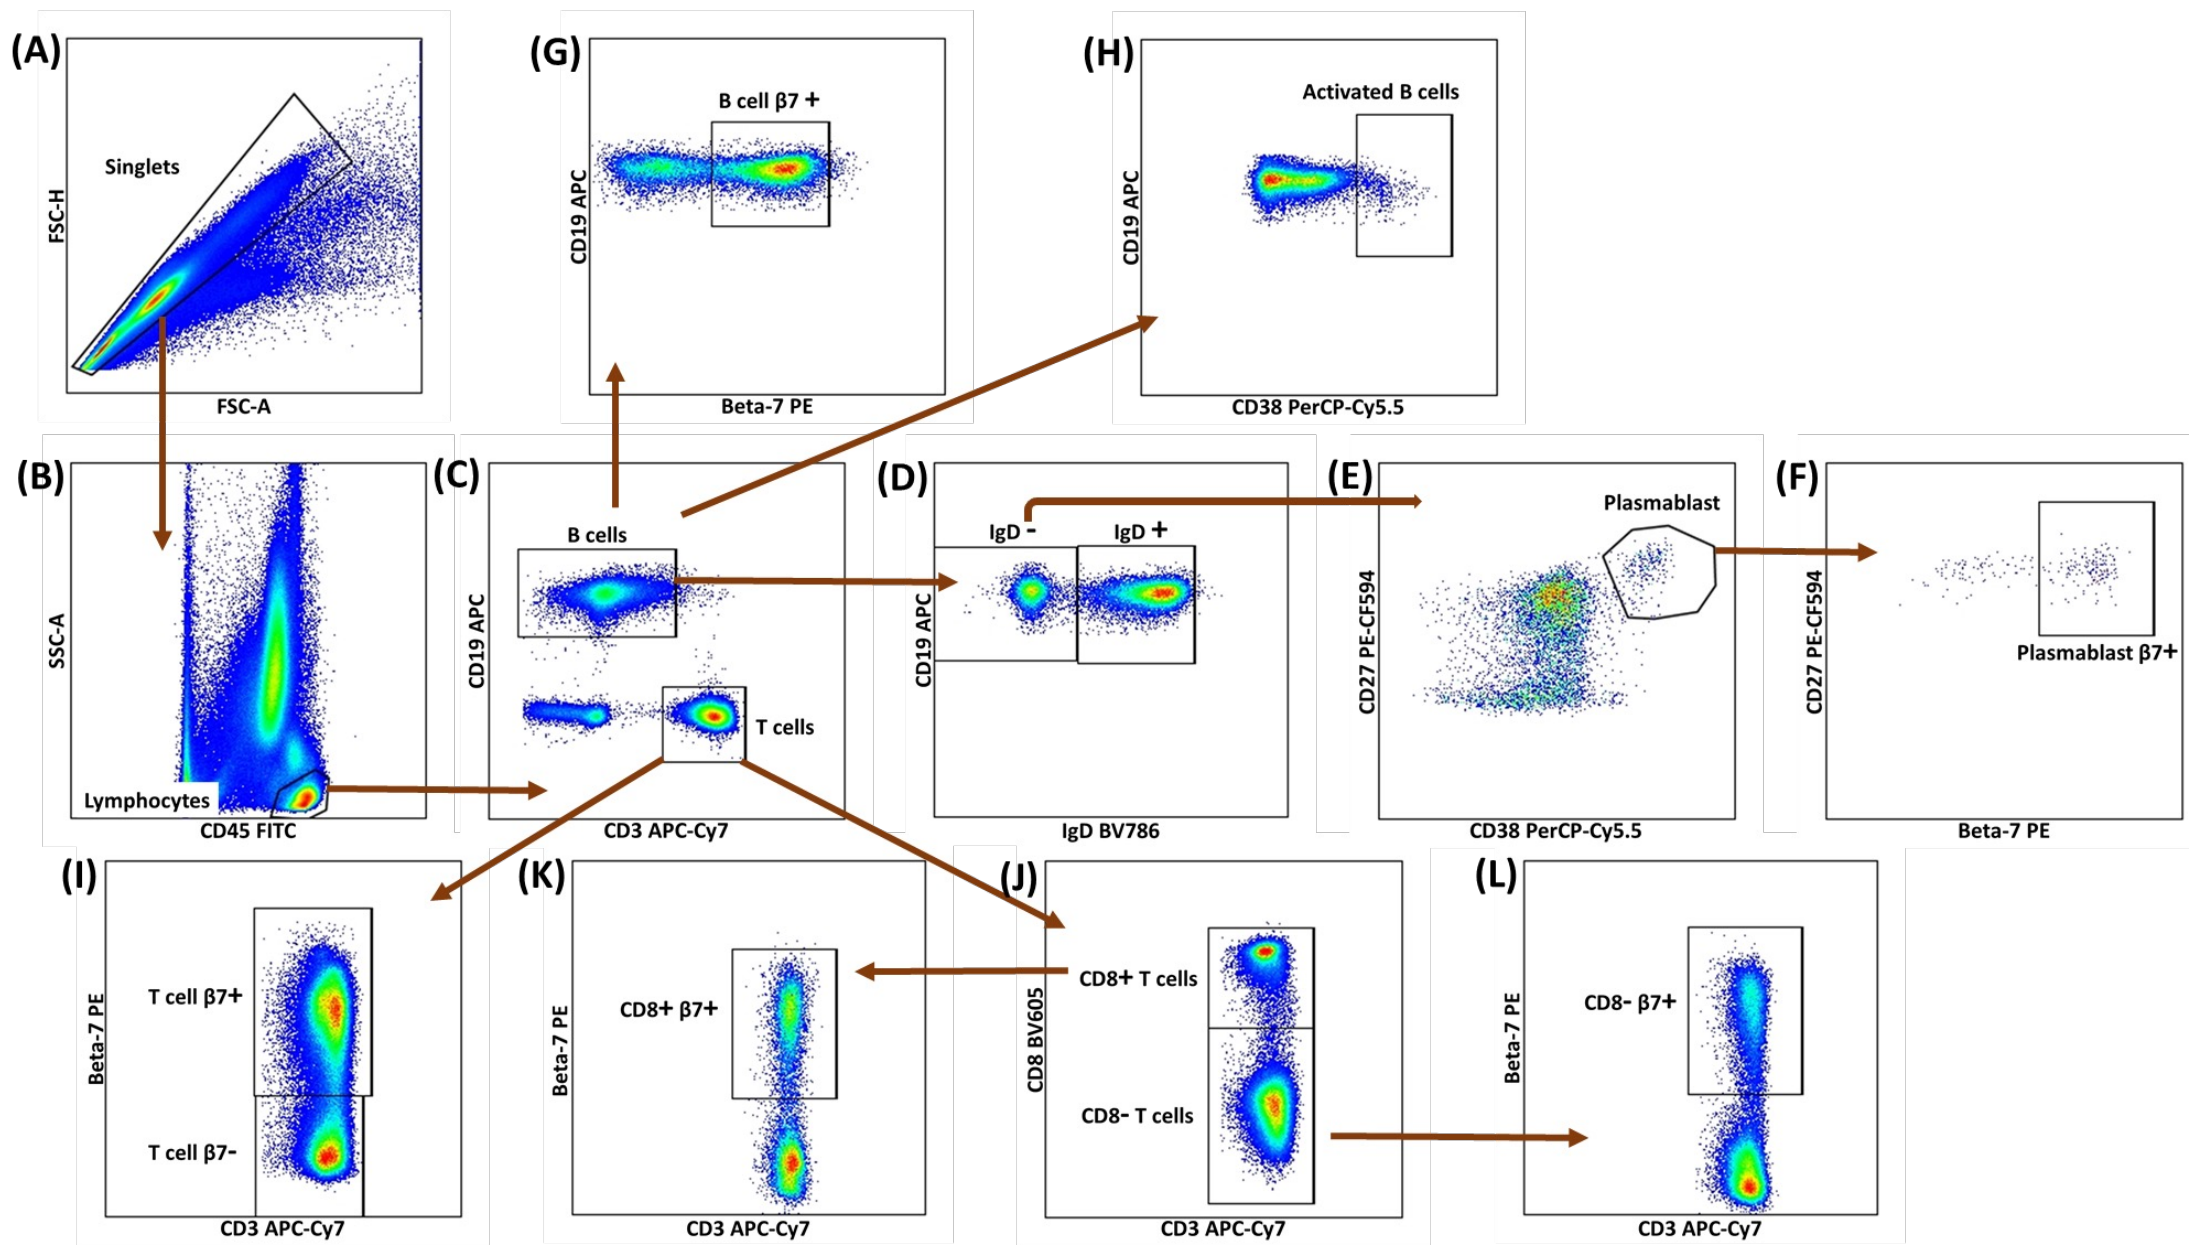 (A)
Singlets
FSC-H
FSC-A
(G)
B cell β7 +
CD19 APC
Beta-7 PE
(H)
Activated B cells
CD19 APC
CD38 PerCP-Cy5.5
(B)
SSC-A
Lymphocytes
CD45 FITC
(C)
B cells
CD19 APC
T cells
CD3 APC-Cy7
(D)
IgD -
IgD +
CD19 APC
IgD BV786
(E)
Plasmablast
CD27 PE-CF594
CD38 PerCP-Cy5.5
(F)
CD27 PE-CF594
Plasmablast β7+
Beta-7 PE
(I)
T cell β7+
Beta-7 PE
T cell β7-
CD3 APC-Cy7
(K)
CD8+ β7+
Beta-7 PE
CD3 APC-Cy7
(J)
CD8+ T cells
CD8 BV605
CD8- T cells
CD3 APC-Cy7
(L)
CD8- β7+
Beta-7 PE
CD3 APC-Cy7